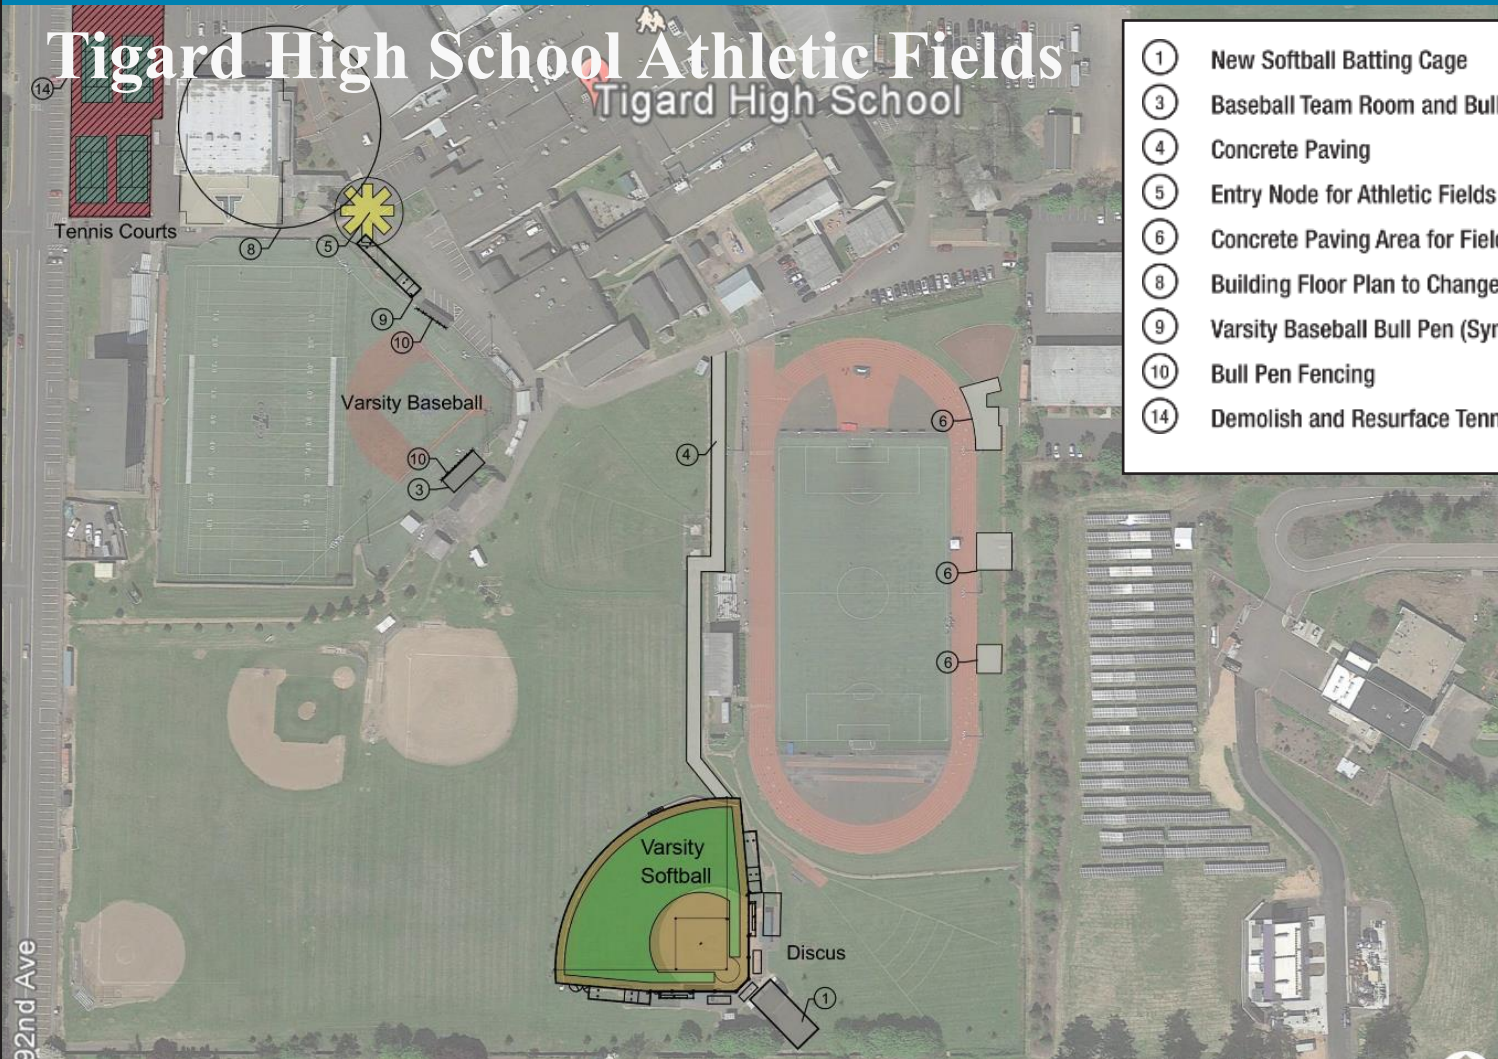 Tigard High School Athletic Fields
Tigard High School
1 New Softball Batting Cage
3 Baseball Team Room and Bull
4 Concrete Paving
5 Entry Node for Athletic Fields
6 Concrete Paving Area for Fiel
8 Building Floor Plan to Change
9 Varsity Baseball Bull Pen (Syn
10 Bull Pen Fencing
14 Demolish and Resurface Tenn
14
Tennis Courts
8
5
9
10
Varsity Baseball
10
3
4
6
6
6
Varsity
Softball
Discus
1
92nd Ave